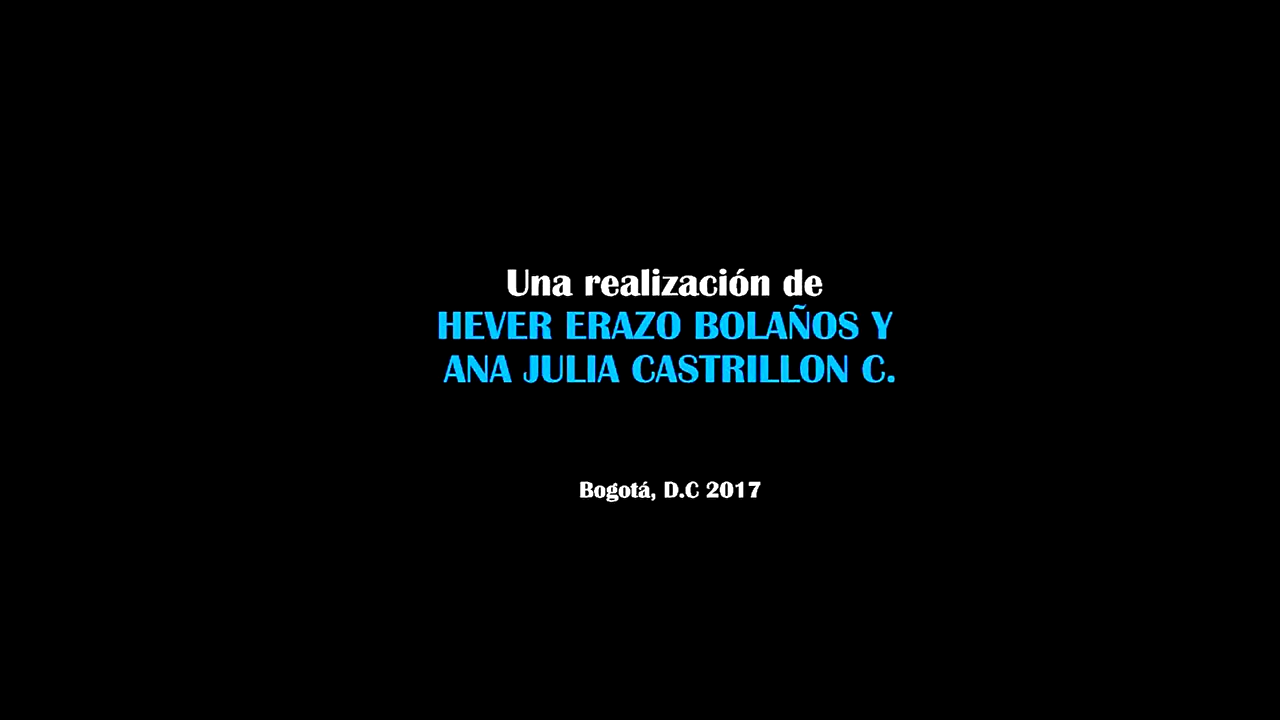 Una realización de
HEVER ERAZO BOLAÑOS Y
ANA JULIA CASTRILLON C.
Bogotá, D.C 2017